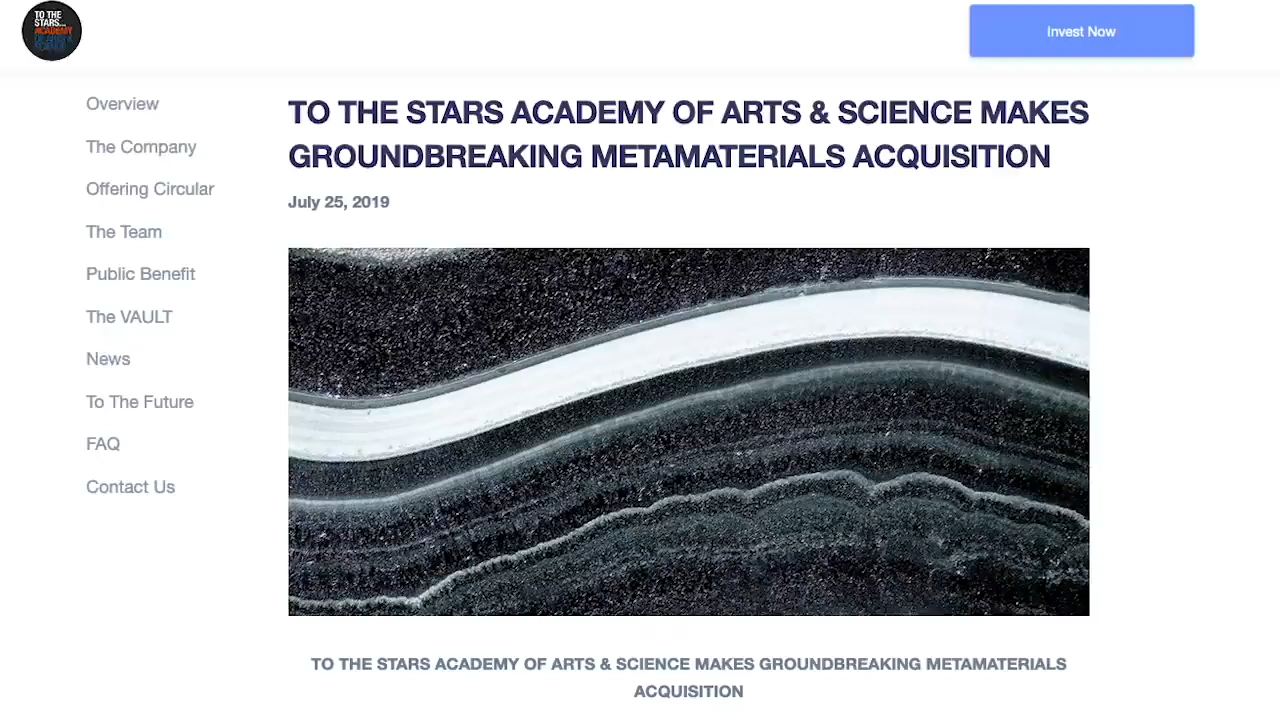 TO THE
STARS...
ACADEMY
Invest Now
Overview
The Company
Offering Circular
The Team
Public Benefit
The VAULT
News
To The Future
FAQ
Contact Us
TO THE STARS ACADEMY OF ARTS & SCIENCE MAKES
GROUNDBREAKING METAMATERIALS ACQUISITION
July 25, 2019
TO THE STARS ACADEMY OF ARTS & SCIENCE MAKES GROUNDBREAKING METAMATERIALS
ACQUISITION